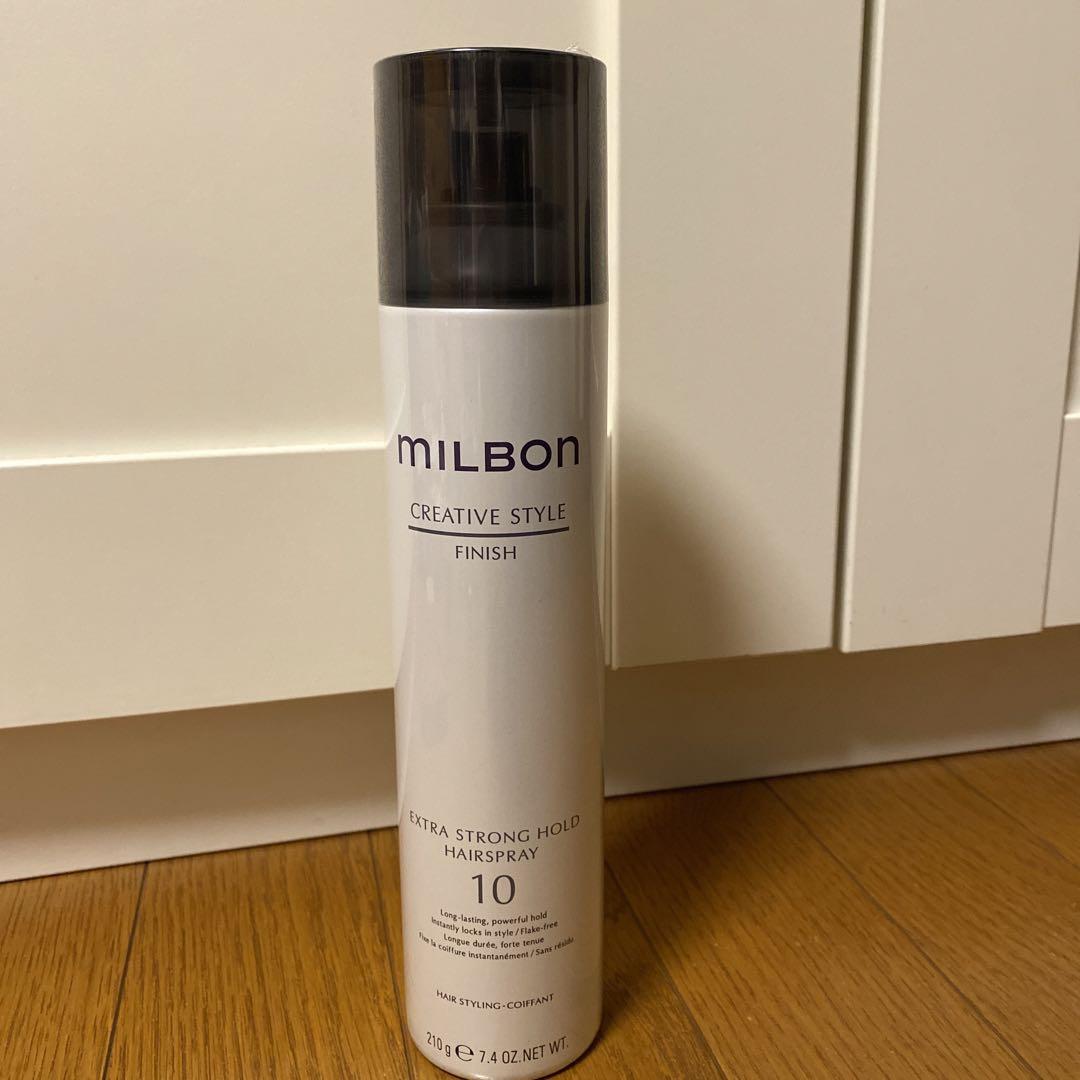 mILBon
CREATIVE STYLE
FINISH
EXTRA STRONG HOLD
HAIRSPRAY
10
Long-lasting, powerful hold
instantly locks in style / Flake-free
Longue durée, forte tenue
Fixe la coiffure instantanément / Sans résidu
HAIR STYLING · COIFFANT
210 g ℮ 7.4 OZ. NET WT.